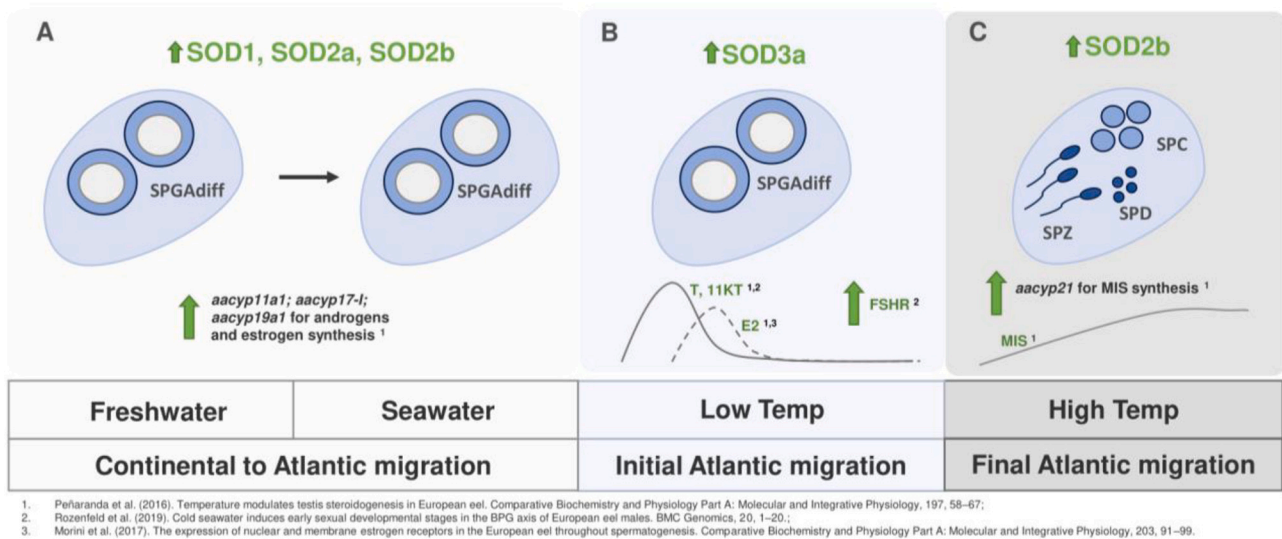 A
SOD1, SOD2a, SOD2b
SPGAdiff
SPGAdiff
aacyp11a1; aacyp17-I;
aacyp19a1 for androgens
and estrogen synthesis 1
B
SOD3a
SPGAdiff
T, 11KT 1,2
E2 1,3
FSHR 2
C
SOD2b
SPC
SPD
SPZ
aacyp21 for MIS synthesis 1
MIS 1
Freshwater
Seawater
Low Temp
High Temp
Continental to Atlantic migration
Initial Atlantic migration
Final Atlantic migration
1. Peñaranda et al. (2016). Temperature modulates testis steroidogenesis in European eel. Comparative Biochemistry and Physiology Part A: Molecular and Integrative Physiology, 197, 58–67;
2. Rozenfeld et al. (2019). Cold seawater induces early sexual developmental stages in the BPG axis of European eel males. BMC Genomics, 20, 1–20.;
3. Morini et al. (2017). The expression of nuclear and membrane estrogen receptors in the European eel throughout spermatogenesis. Comparative Biochemistry and Physiology Part A: Molecular and Integrative Physiology, 203, 91–99.